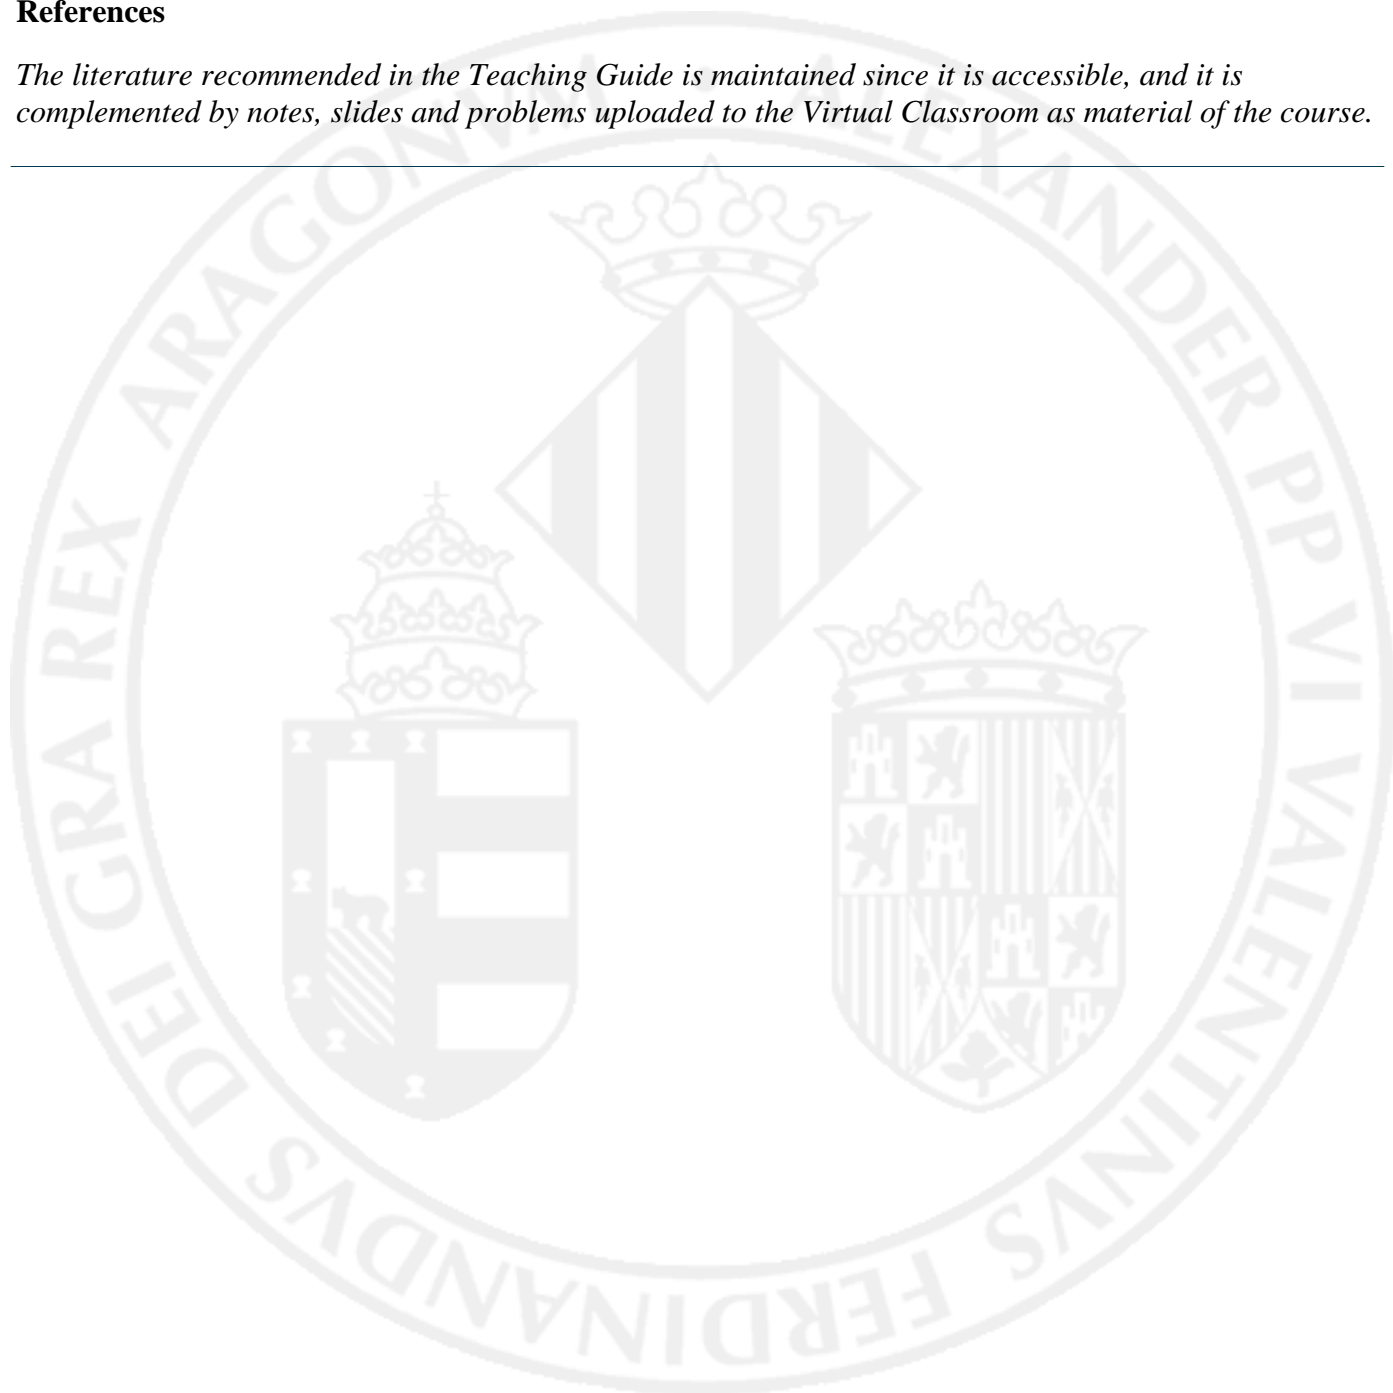 References
The literature recommended in the Teaching Guide is maintained since it is accessible, and it is
complemented by notes, slides and problems uploaded to the Virtual Classroom as material of the course.
ALEXANDER PP VI VALENTINVS FERDINANDVS DEI GRA REX ARAGONVM